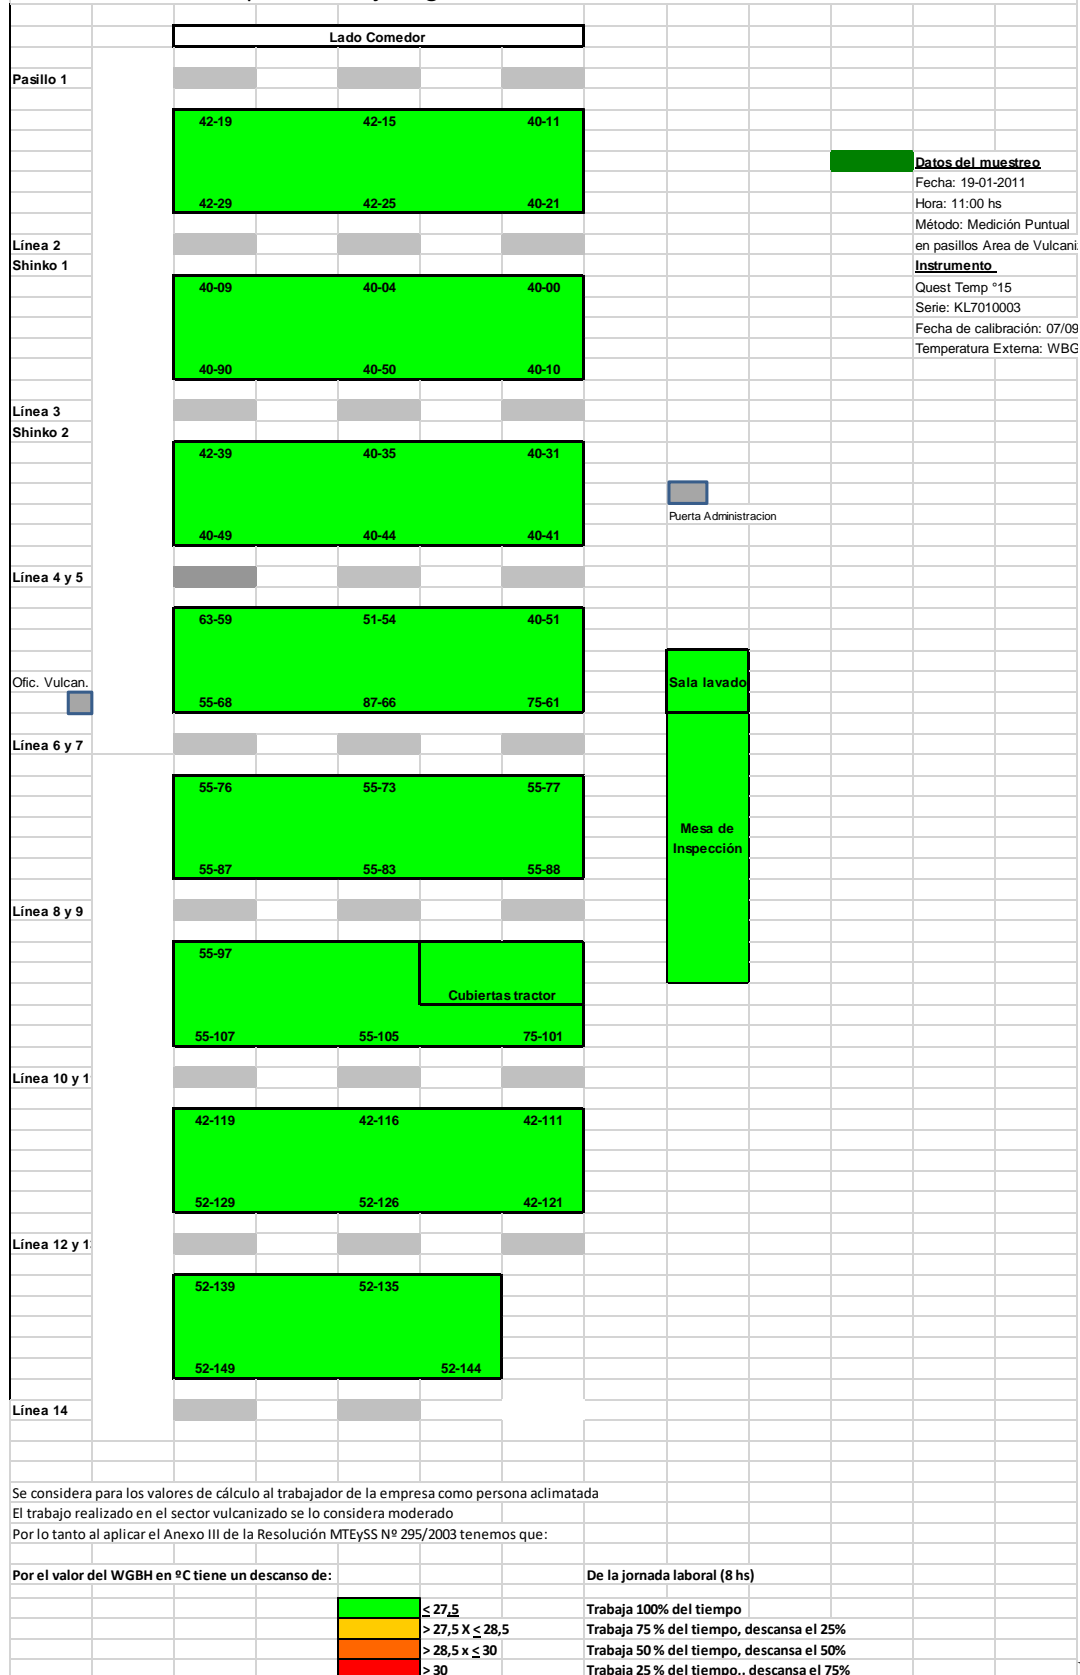 Lado Comedor
Pasillo 1
42-19 42-15 40-11
Datos del muestreo
Fecha: 19-01-2011
42-29 42-25 40-21
Hora: 11:00 hs
Método: Medición Puntual
Línea 2
en pasillos Area de Vulcani
Shinko 1
Instrumento
40-09 40-04 40-00
Quest Temp °15
Serie: KL7010003
Fecha de calibración: 07/09
Temperatura Externa: WBG
40-90 40-50 40-10
Línea 3
Shinko 2
42-39 40-35 40-31
Puerta Administracion
40-49 40-44 40-41
Línea 4 y 5
63-59 51-54 40-51
Ofic. Vulcan.
Sala lavado
55-68 87-66 75-61
Línea 6 y 7
55-76 55-73 55-77
Mesa de
Inspección
55-87 55-83 55-88
Línea 8 y 9
55-97
Cubiertas tractor
55-107 55-105 75-101
Línea 10 y 1
42-119 42-116 42-111
52-129 52-126 42-121
Línea 12 y 1
52-139 52-135
52-149 52-144
Línea 14
Se considera para los valores de cálculo al trabajador de la empresa como persona aclimatada
El trabajo realizado en el sector vulcanizado se lo considera moderado
Por lo tanto al aplicar el Anexo III de la Resolución MTEySS Nº 295/2003 tenemos que:
Por el valor del WGBH en ºC tiene un descanso de: De la jornada laboral (8 hs)
≤ 27,5 Trabaja 100% del tiempo
> 27,5 X ≤ 28,5 Trabaja 75 % del tiempo, descansa el 25%
> 28,5 x ≤ 30 Trabaja 50 % del tiempo, descansa el 50%
> 30 Trabaja 25 % del tiempo., descansa el 75%